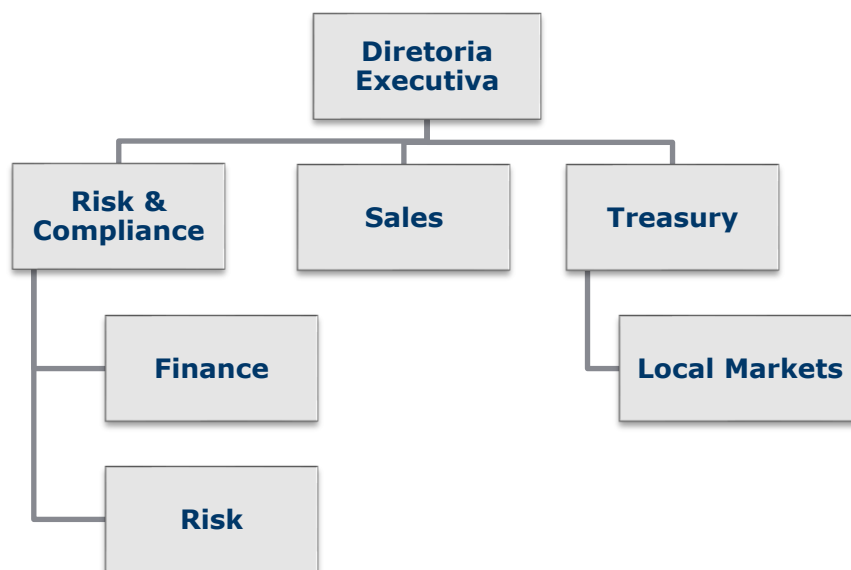 Diretoria
Executiva
Risk &
Compliance
Sales
Treasury
Finance
Local Markets
Risk